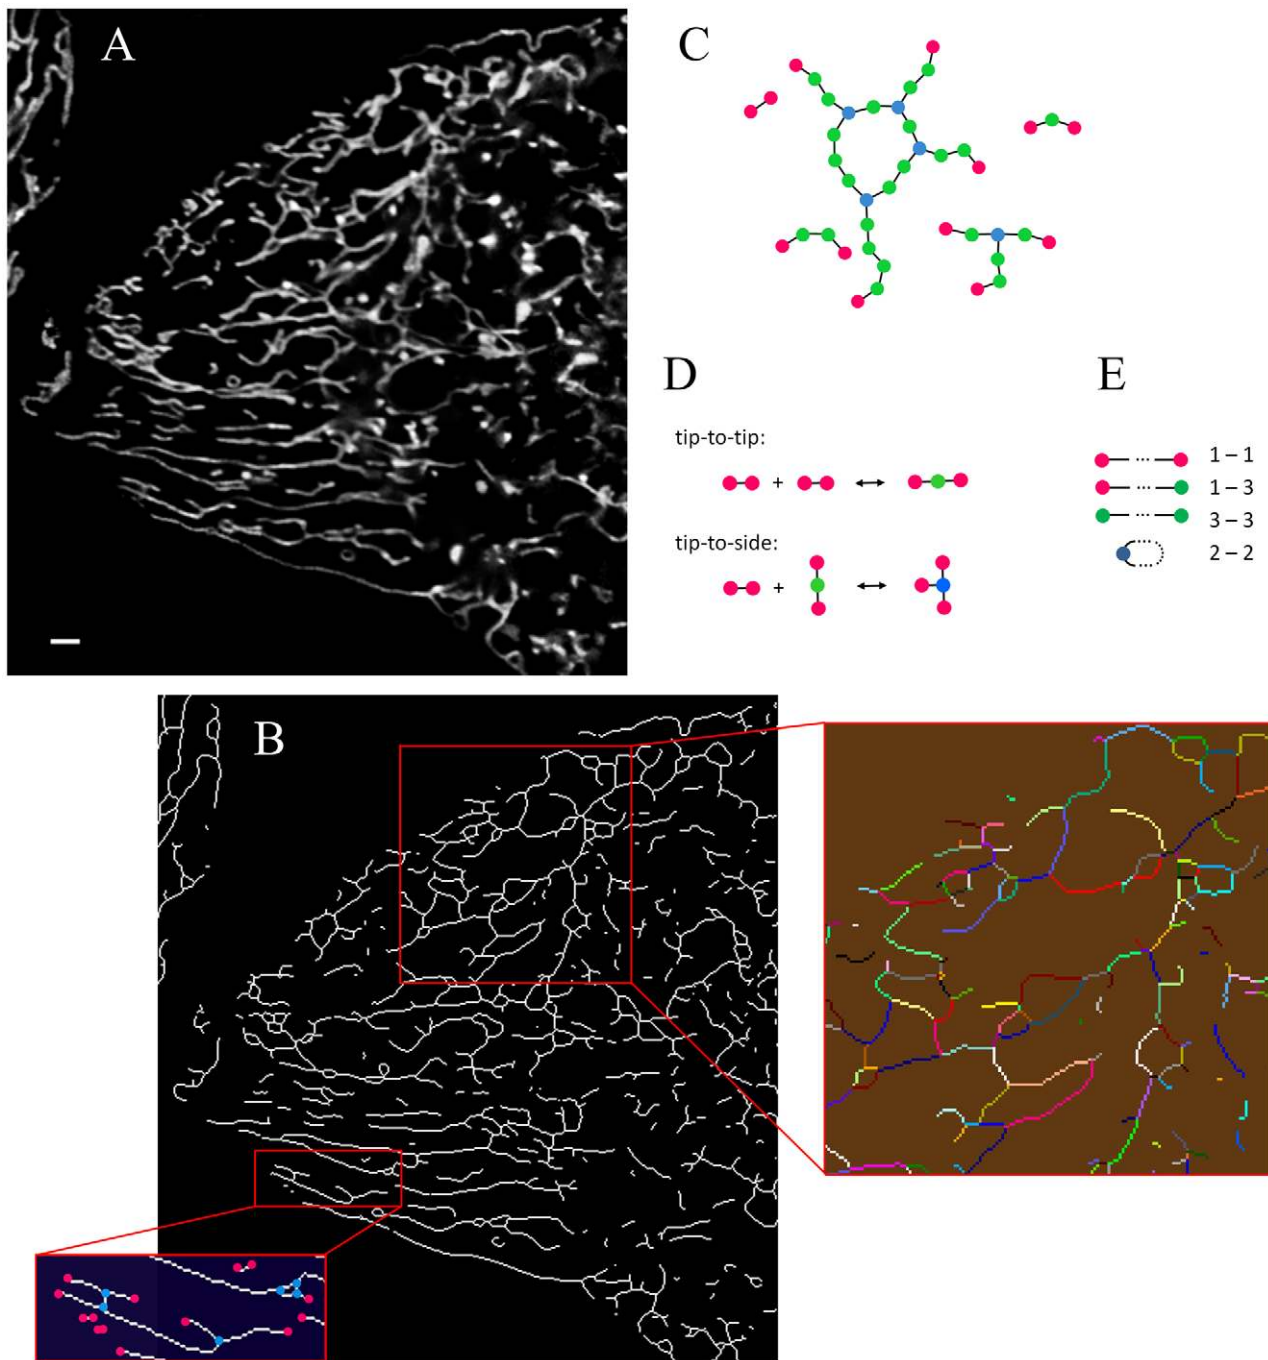 A
C
D
E
tip-to-tip:
+
1 – 1
1 – 3
3 – 3
tip-to-side:
2 – 2
+
B